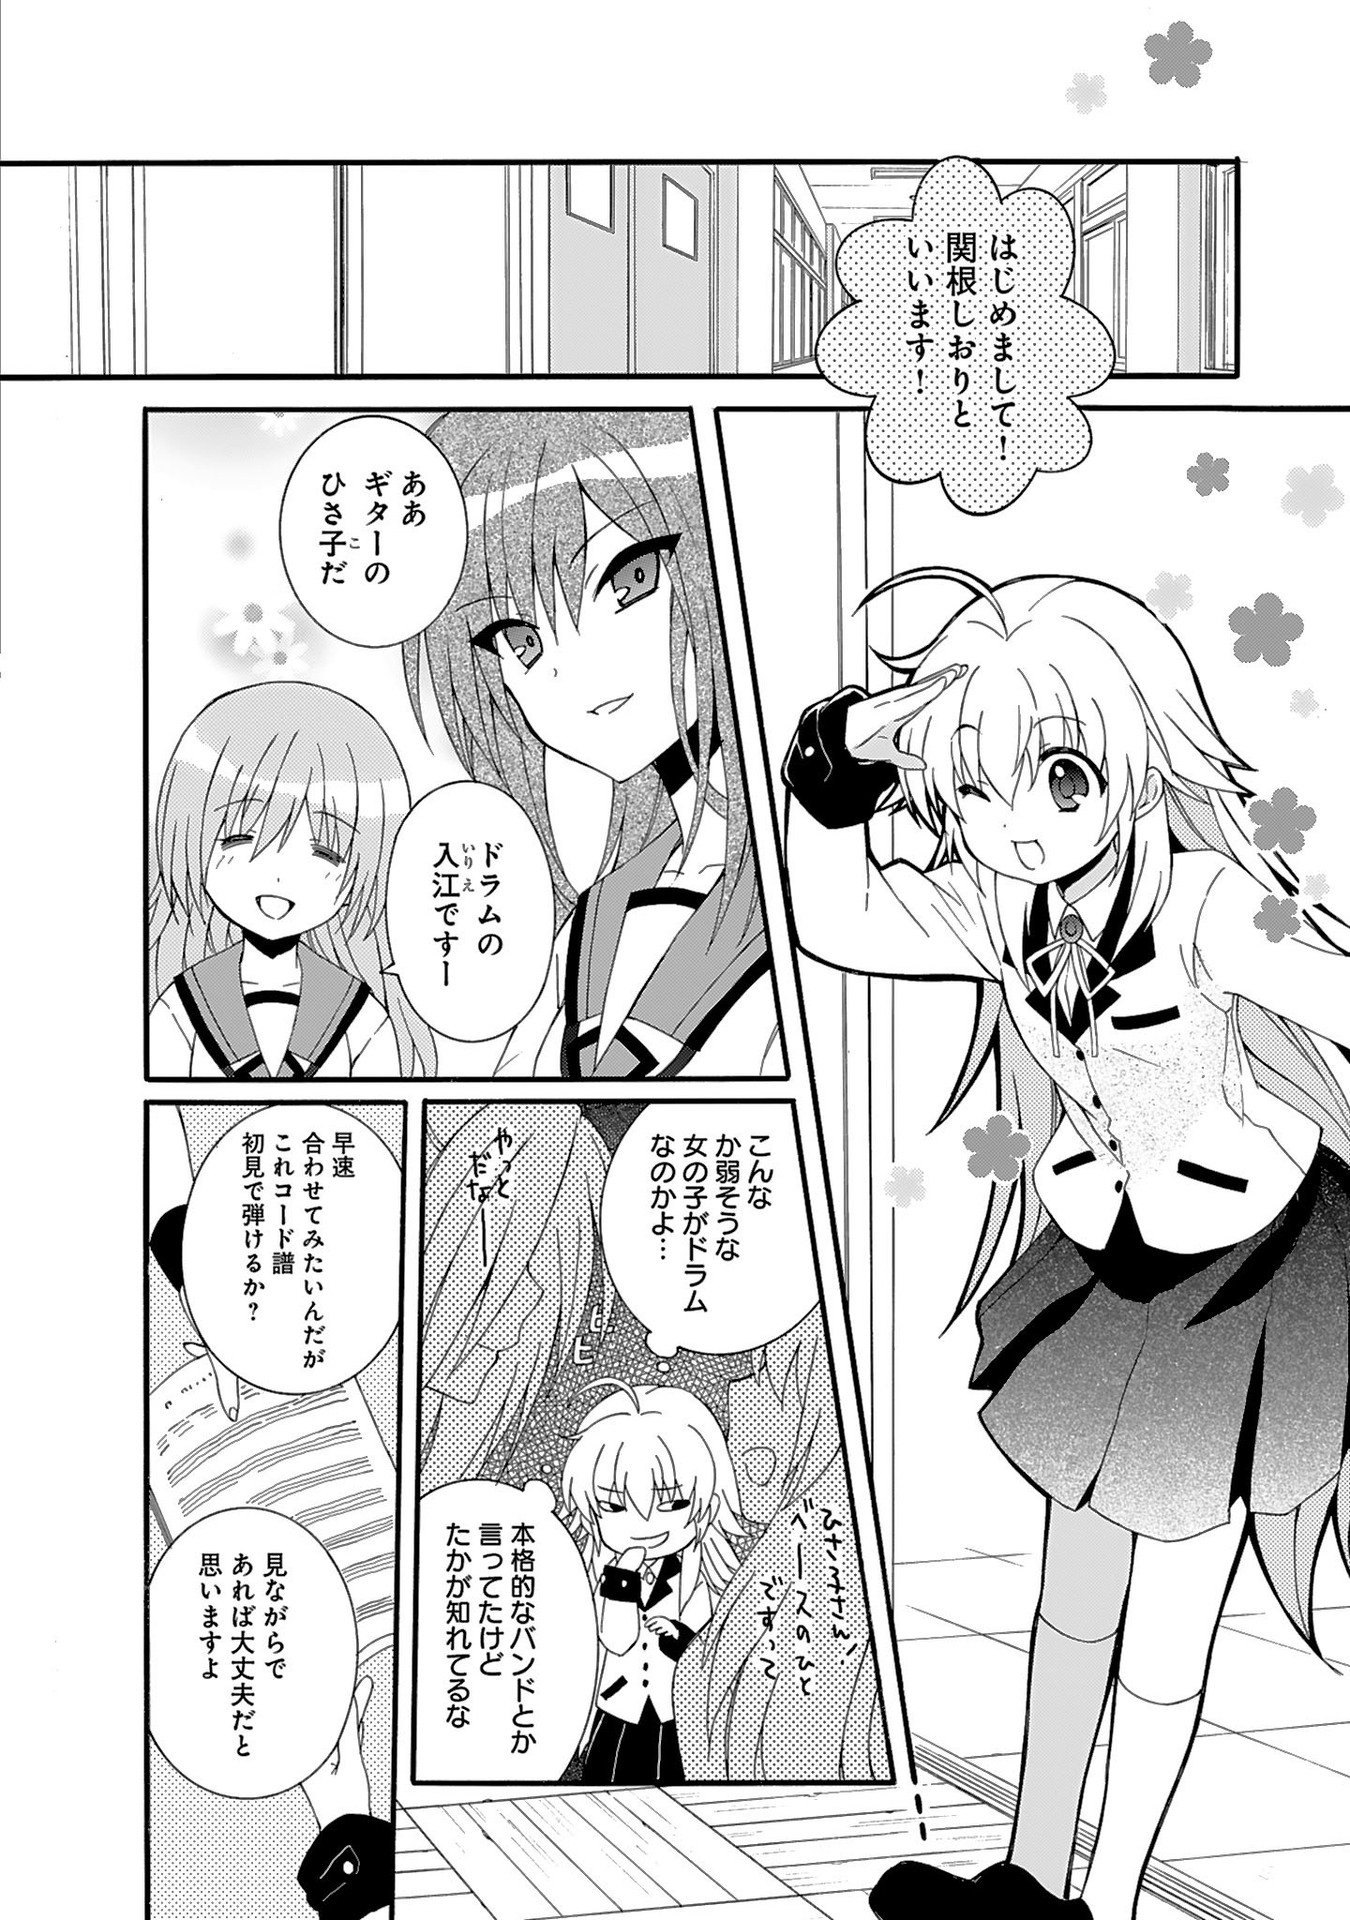 はじめまして！
関根しおりと
いいます！
ああ
ギターの
ひさ子だ
こ
ドラムの
入江ですー
いりえ
こんな
か弱そうな
女の子がドラム
なのかよ…
やっと
だなー
ヒヒ
ひさ子さん
ベースのひと
ですって
本格的なバンドとか
言ってたけど
たかが知れてるな
早速
合わせてみたいんだが
これコード譜
初見で弾けるか？
見ながらで
あれば大丈夫だと
思いますよ